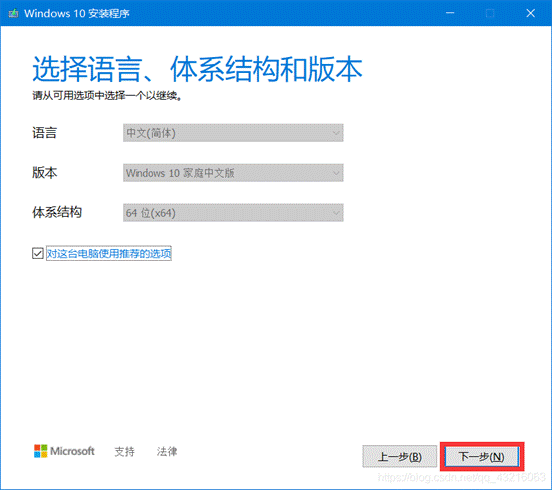 Windows 10 安装程序
选择语言、体系结构和版本
请从可用选项中选择一个以继续。
语言
中文(简体)
版本
Windows 10 家庭中文版
体系结构
64 位(x64)
对这台电脑使用推荐的选项
Microsoft 支持 法律
上一步(B) 下一步(N)
https://blog.csdn.net/qq_43216063